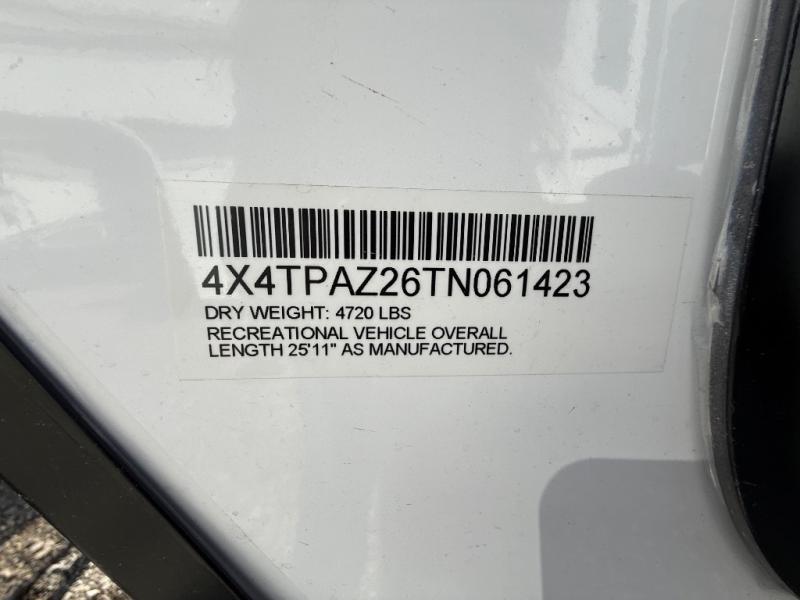 4X4TPAZ26TN061423
DRY WEIGHT: 4720 LBS
RECREATIONAL VEHICLE OVERALL
LENGTH 25'11" AS MANUFACTURED.